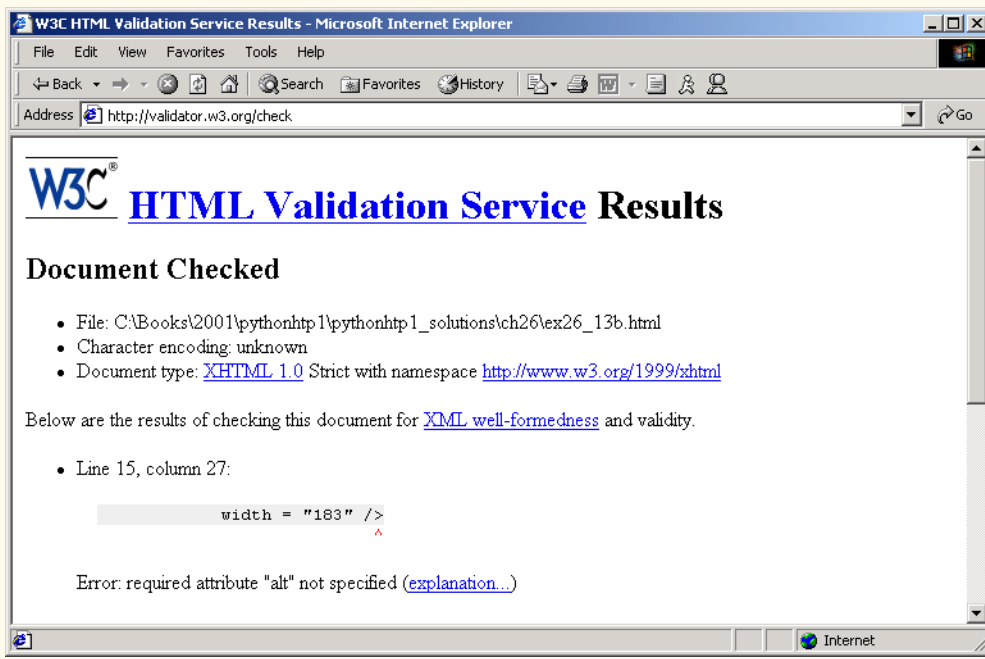 W3C HTML Validation Service Results - Microsoft Internet Explorer
File Edit View Favorites Tools Help
Back Search Favorites History
Address http://validator.w3.org/check Go
W3C® HTML Validation Service Results
Document Checked
• File: C:\Books\2001\pythonhtp1\pythonhtp1_solutions\ch26\ex26_13b.html
• Character encoding: unknown
• Document type: XHTML 1.0 Strict with namespace http://www.w3.org/1999/xhtml
Below are the results of checking this document for XML well-formedness and validity.
• Line 15, column 27:
width = "183" />
^
Error: required attribute "alt" not specified (explanation...)
Internet